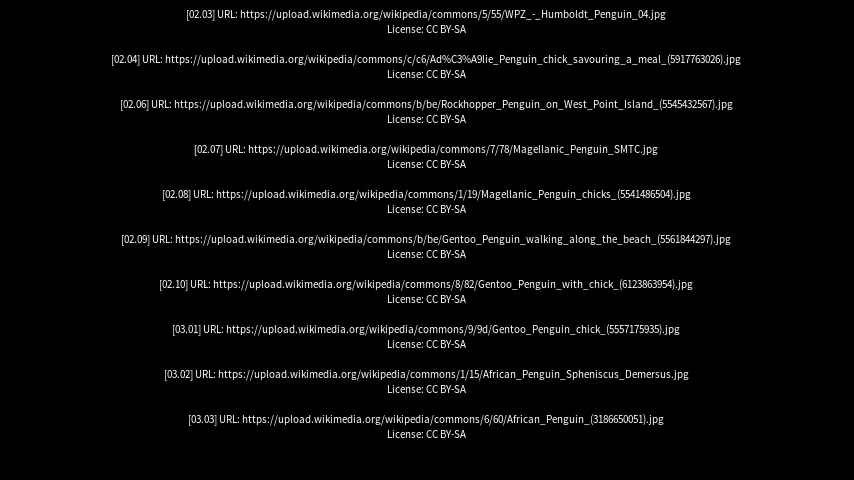 [02.03] URL: https://upload.wikimedia.org/wikipedia/commons/5/55/WPZ_-_Humboldt_Penguin_04.jpg
License: CC BY-SA
[02.04] URL: https://upload.wikimedia.org/wikipedia/commons/c/c6/Ad%C3%A9lie_Penguin_chick_savouring_a_meal_(5917763026).jpg
License: CC BY-SA
[02.06] URL: https://upload.wikimedia.org/wikipedia/commons/b/be/Rockhopper_Penguin_on_West_Point_Island_(5545432567).jpg
License: CC BY-SA
[02.07] URL: https://upload.wikimedia.org/wikipedia/commons/7/78/Magellanic_Penguin_SMTC.jpg
License: CC BY-SA
[02.08] URL: https://upload.wikimedia.org/wikipedia/commons/1/19/Magellanic_Penguin_chicks_(5541486504).jpg
License: CC BY-SA
[02.09] URL: https://upload.wikimedia.org/wikipedia/commons/b/be/Gentoo_Penguin_walking_along_the_beach_(5561844297).jpg
License: CC BY-SA
[02.10] URL: https://upload.wikimedia.org/wikipedia/commons/8/82/Gentoo_Penguin_with_chick_(6123863954).jpg
License: CC BY-SA
[03.01] URL: https://upload.wikimedia.org/wikipedia/commons/9/9d/Gentoo_Penguin_chick_(5557175935).jpg
License: CC BY-SA
[03.02] URL: https://upload.wikimedia.org/wikipedia/commons/1/15/African_Penguin_Spheniscus_Demersus.jpg
License: CC BY-SA
[03.03] URL: https://upload.wikimedia.org/wikipedia/commons/6/60/African_Penguin_(3186650051).jpg
License: CC BY-SA